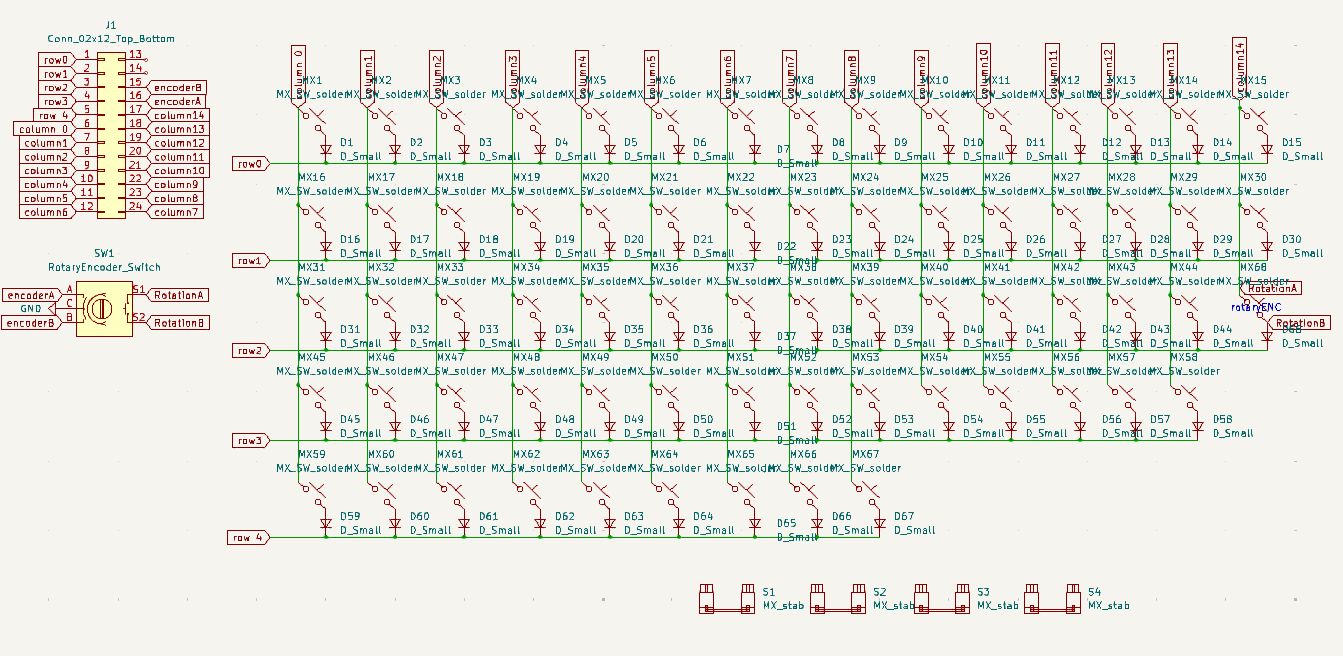 J1
Conn_02x12_Top_Bottom
row0 1 13
row1 2 14
row2 3 15 encoderB
row3 4 16 encoderA
row 4 5 17 column14
column 0 6 18 column13
column1 7 19 column12
column2 8 20 column11
column3 9 21 column10
column4 10 22 column9
column5 11 23 column8
column6 12 24 column7
SW1
RotaryEncoder_Switch
encoderA A S1 RotationA
GND C
encoderB B S2 RotationB
column 0 column1 column2 column3 column4 column5 column6 column7 column8 column9 column10 column11 column12 column13 column14
MX1 MX2 MX3 MX4 MX5 MX6 MX7 MX8 MX9 MX10 MX11 MX12 MX13 MX14 MX15
MX_SW_solder MX_SW_solder MX_SW_solder MX_SW_solder MX_SW_solder MX_SW_solder MX_SW_solder MX_SW_solder MX_SW_solder MX_SW_solder MX_SW_solder MX_SW_solder MX_SW_solder MX_SW_solder MX_SW_solder
D1 D2 D3 D4 D5 D6 D7 D8 D9 D10 D11 D12 D13 D14 D15
row0 D_Small D_Small D_Small D_Small D_Small D_Small D_Small D_Small D_Small D_Small D_Small D_Small D_Small D_Small D_Small
MX16 MX17 MX18 MX19 MX20 MX21 MX22 MX23 MX24 MX25 MX26 MX27 MX28 MX29 MX30
MX_SW_solder MX_SW_solder MX_SW_solder MX_SW_solder MX_SW_solder MX_SW_solder MX_SW_solder MX_SW_solder MX_SW_solder MX_SW_solder MX_SW_solder MX_SW_solder MX_SW_solder MX_SW_solder MX_SW_solder
D16 D17 D18 D19 D20 D21 D22 D23 D24 D25 D26 D27 D28 D29 D30
row1 D_Small D_Small D_Small D_Small D_Small D_Small D_Small D_Small D_Small D_Small D_Small D_Small D_Small D_Small D_Small
MX31 MX32 MX33 MX34 MX35 MX36 MX37 MX38 MX39 MX40 MX41 MX42 MX43 MX44 MX68
MX_SW_solder MX_SW_solder MX_SW_solder MX_SW_solder MX_SW_solder MX_SW_solder MX_SW_solder MX_SW_solder MX_SW_solder MX_SW_solder MX_SW_solder MX_SW_solder MX_SW_solder MX_SW_solder MX_SW_solder
RotationA
rotaryENC
RotationB
D31 D32 D33 D34 D35 D36 D37 D38 D39 D40 D41 D42 D43 D44 D68
row2 D_Small D_Small D_Small D_Small D_Small D_Small D_Small D_Small D_Small D_Small D_Small D_Small D_Small D_Small D_Small
MX45 MX46 MX47 MX48 MX49 MX50 MX51 MX52 MX53 MX54 MX55 MX56 MX57 MX58
MX_SW_solder MX_SW_solder MX_SW_solder MX_SW_solder MX_SW_solder MX_SW_solder MX_SW_solder MX_SW_solder MX_SW_solder MX_SW_solder MX_SW_solder MX_SW_solder MX_SW_solder MX_SW_solder
D45 D46 D47 D48 D49 D50 D51 D52 D53 D54 D55 D56 D57 D58
row3 D_Small D_Small D_Small D_Small D_Small D_Small D_Small D_Small D_Small D_Small D_Small D_Small D_Small D_Small
MX59 MX60 MX61 MX62 MX63 MX64 MX65 MX66 MX67
MX_SW_solder MX_SW_solder MX_SW_solder MX_SW_solder MX_SW_solder MX_SW_solder MX_SW_solder MX_SW_solder MX_SW_solder
D59 D60 D61 D62 D63 D64 D65 D66 D67
row 4 D_Small D_Small D_Small D_Small D_Small D_Small D_Small D_Small D_Small
S1 S2 S3 S4
MX_stab MX_stab MX_stab MX_stab